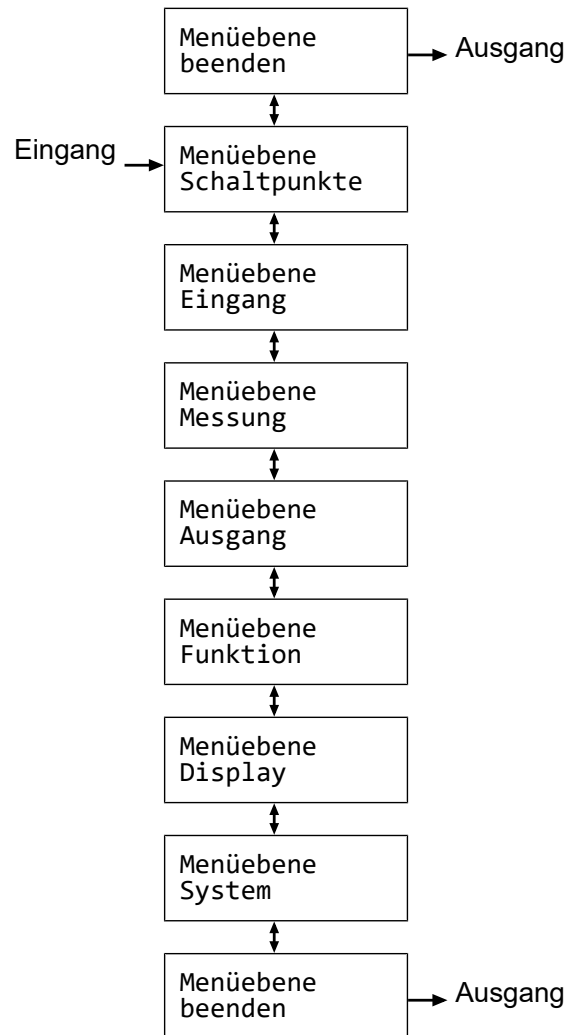 Menüebene
beenden
Ausgang
Eingang
Menüebene
Schaltpunkte
Menüebene
Eingang
Menüebene
Messung
Menüebene
Ausgang
Menüebene
Funktion
Menüebene
Display
Menüebene
System
Menüebene
beenden
Ausgang